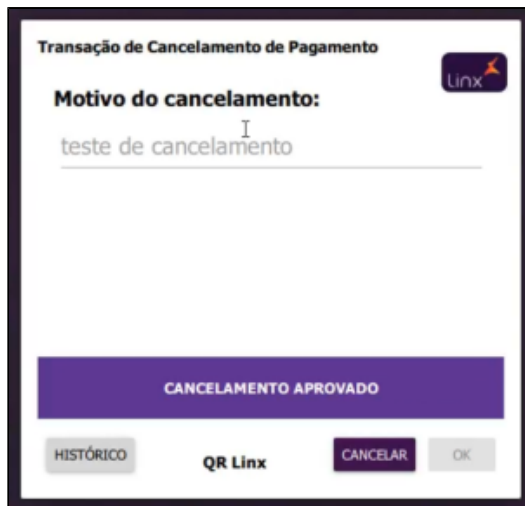 Transação de Cancelamento de Pagamento
Linx
Motivo do cancelamento:
teste de cancelamento
CANCELAMENTO APROVADO
HISTÓRICO
QR Linx
CANCELAR
OK